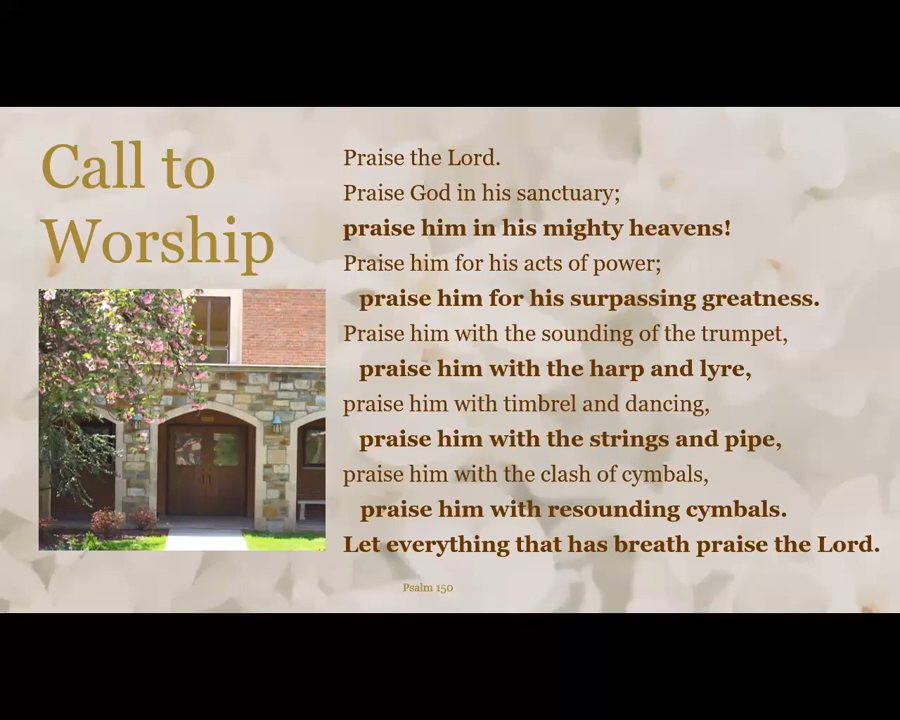 Call to
Worship
Praise the Lord.
Praise God in his sanctuary;
praise him in his mighty heavens!
Praise him for his acts of power;
praise him for his surpassing greatness.
Praise him with the sounding of the trumpet,
praise him with the harp and lyre,
praise him with timbrel and dancing,
praise him with the strings and pipe,
praise him with the clash of cymbals,
praise him with resounding cymbals.
Let everything that has breath praise the Lord.
Psalm 150